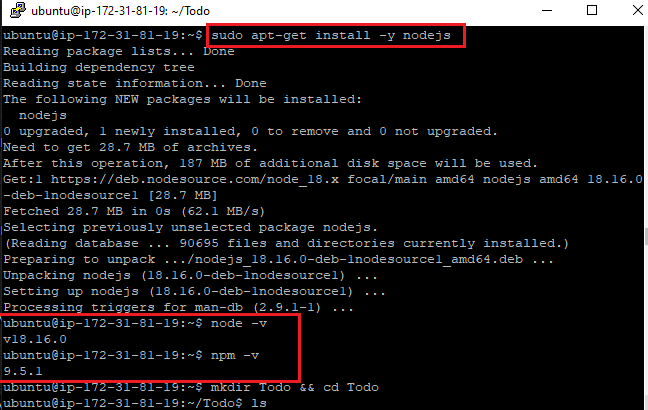 ubuntu@ip-172-31-81-19: ~/Todo
ubuntu@ip-172-31-81-19:~$ sudo apt-get install -y nodejs
Reading package lists... Done
Building dependency tree
Reading state information... Done
The following NEW packages will be installed:
  nodejs
0 upgraded, 1 newly installed, 0 to remove and 0 not upgraded.
Need to get 28.7 MB of archives.
After this operation, 187 MB of additional disk space will be used.
Get:1 https://deb.nodesource.com/node_18.x focal/main amd64 nodejs amd64 18.16.0
-deb-1nodesource1 [28.7 MB]
Fetched 28.7 MB in 0s (62.1 MB/s)
Selecting previously unselected package nodejs.
(Reading database ... 90695 files and directories currently installed.)
Preparing to unpack .../nodejs_18.16.0-deb-1nodesource1_amd64.deb ...
Unpacking nodejs (18.16.0-deb-1nodesource1) ...
Setting up nodejs (18.16.0-deb-1nodesource1) ...
Processing triggers for man-db (2.9.1-1) ...
ubuntu@ip-172-31-81-19:~$ node -v
v18.16.0
ubuntu@ip-172-31-81-19:~$ npm -v
9.5.1
ubuntu@ip-172-31-81-19:~$ mkdir Todo && cd Todo
ubuntu@ip-172-31-81-19:~/Todo$ ls